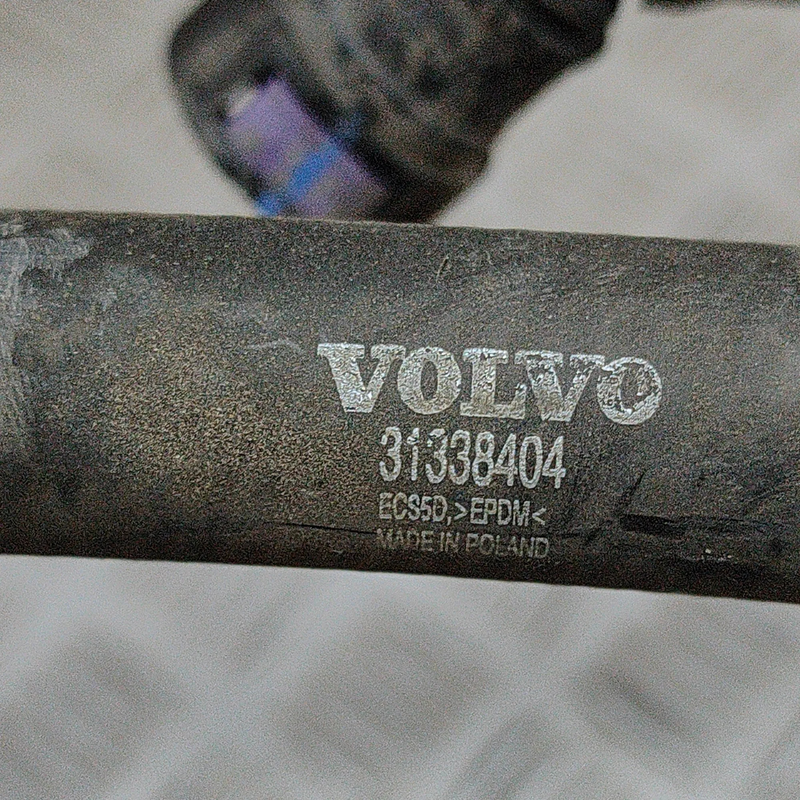 VOLVO
31338404
ECS5D,>EPDM<
MADE IN POLAND